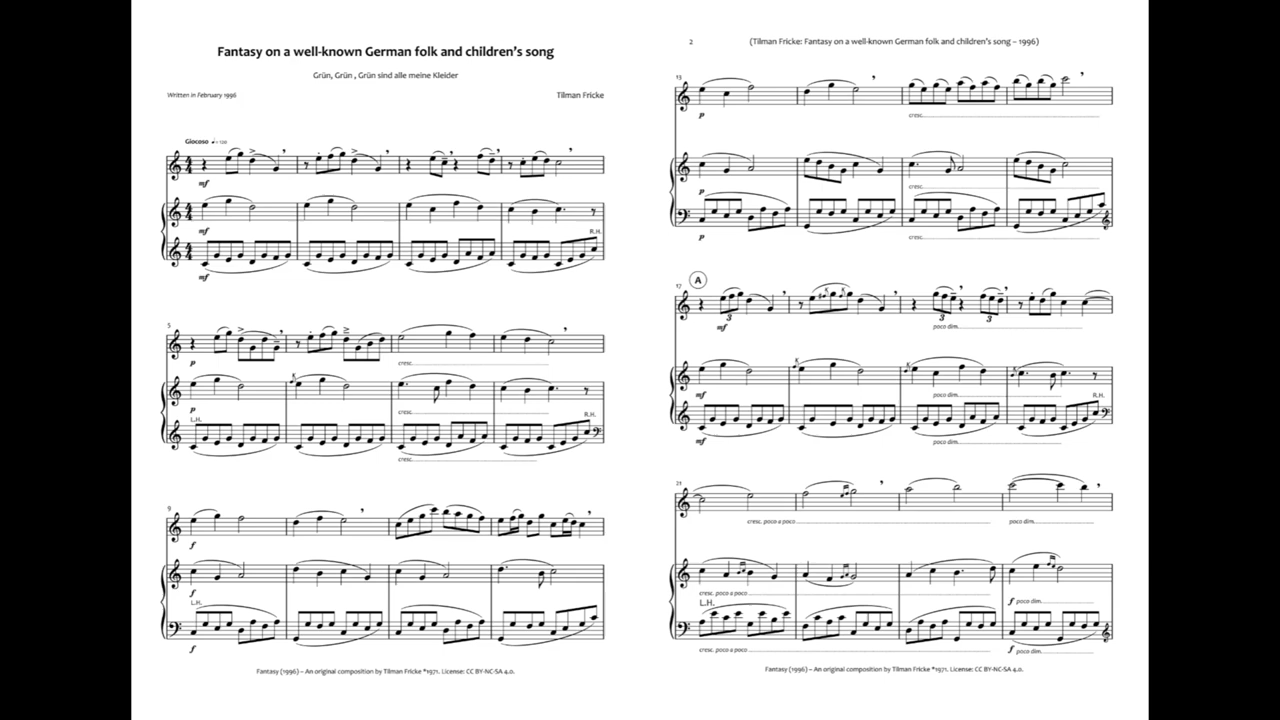 Fantasy on a well-known German folk and children's song
Grün, Grün , Grün sind alle meine Kleider
Written in February 1996
Tilman Fricke
Giocoso ♩= 120
mf
mf
R.H.
mf
5
p
cresc.
K
p
cresc.
L.H.
R.H.
cresc.
9
f
f
L.H.
f
Fantasy (1996) – An original composition by Tilman Fricke *1971. License: CC BY-NC-SA 4.0.
2
(Tilman Fricke: Fantasy on a well-known German folk and children's song – 1996)
13
p
cresc.
p
cresc.
p
cresc.
A
17
K K
3 3 3
mf
poco dim.
K K K K
mf
poco dim.
R.H.
mf
poco dim.
21
cresc. poco a poco
poco dim.
cresc. poco a poco
f poco dim.
L.H.
cresc. poco a poco
f poco dim.
Fantasy (1996) – An original composition by Tilman Fricke *1971. License: CC BY-NC-SA 4.0.